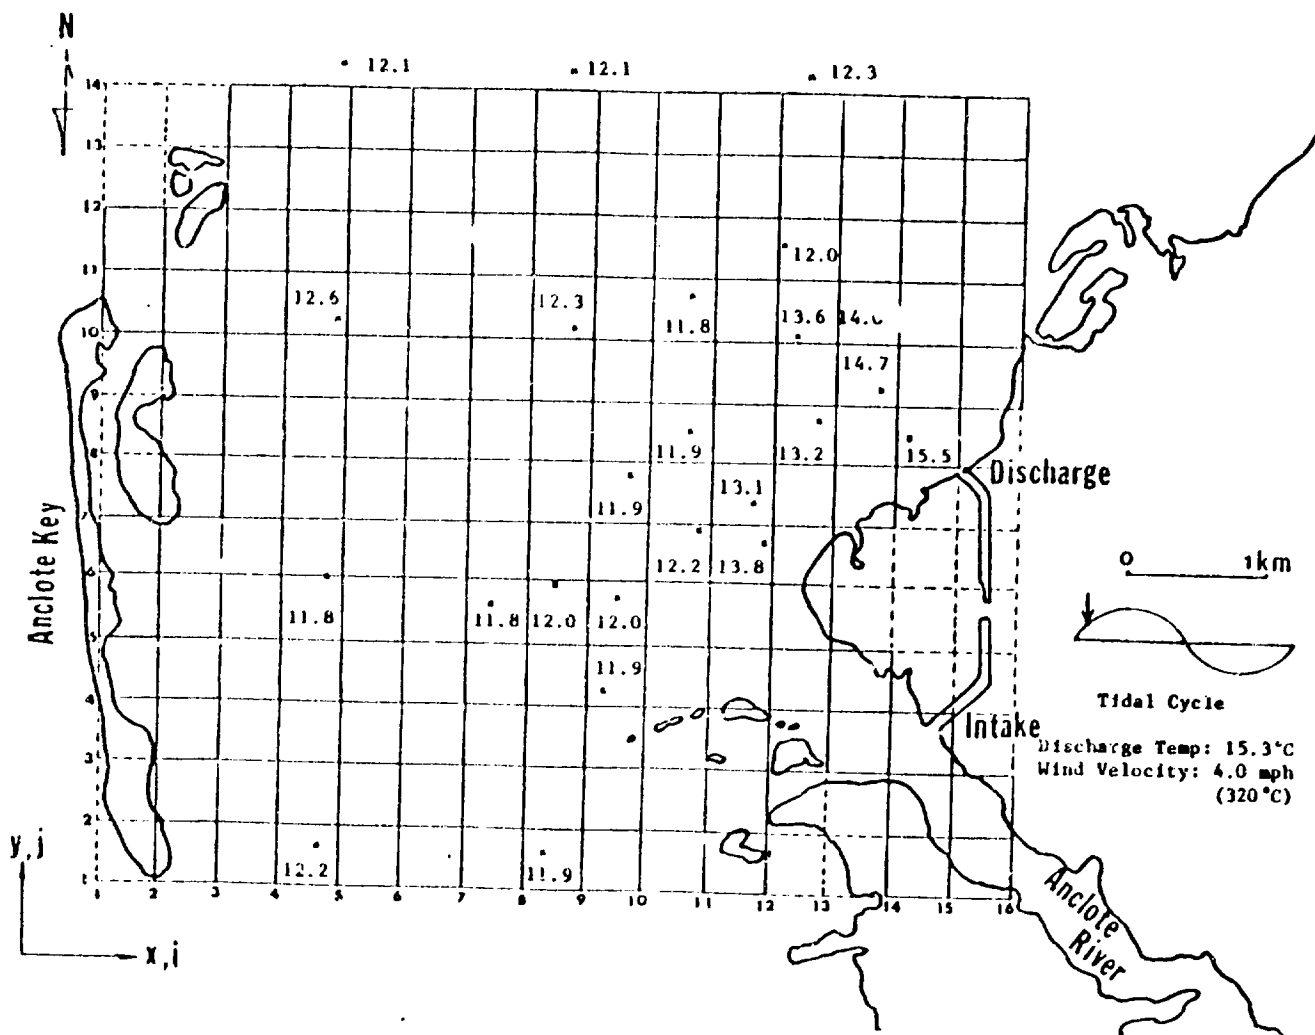 N
12.1 12.1 12.3
14
13
12
12.0
11
12.6 12.3
11.8 13.6
10
14.7
9
11.9 13.2 15.5
8
Discharge
13.1
11.9
7
12.2 13.8
0 1km
6
11.8 11.8 12.0 12.0
5
11.9
Anclote Key
4
Tidal Cycle
Intake
Discharge Temp: 15.3°C
3
Wind Velocity: 4.0 mph
(320°C)
2
y,j
12.2 11.9
1
1 2 3 4 5 6 7 8 9 10 11 12 13 14 15 16
Anclote
River
x,i